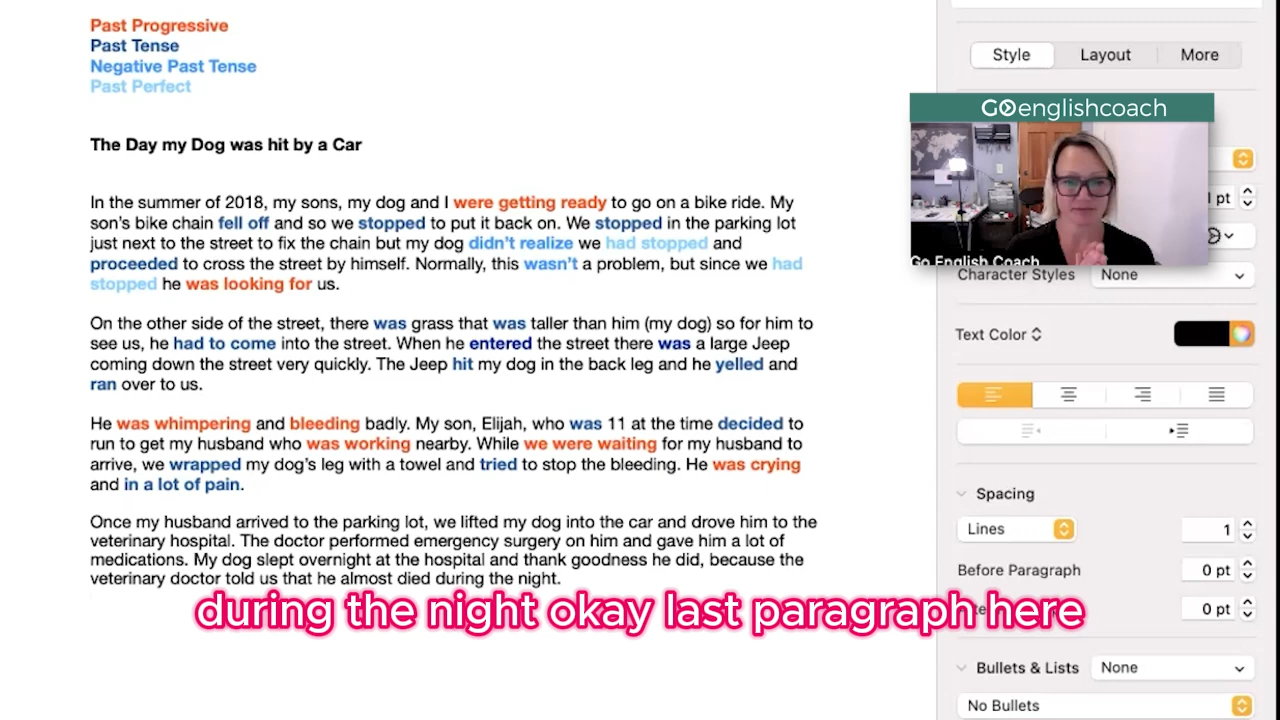 Past Progressive
Past Tense
Negative Past Tense
Past Perfect
The Day my Dog was hit by a Car
In the summer of 2018, my sons, my dog and I were getting ready to go on a bike ride. My
son's bike chain fell off and so we stopped to put it back on. We stopped in the parking lot
just next to the street to fix the chain but my dog didn't realize we had stopped and
proceeded to cross the street by himself. Normally, this wasn't a problem, but since we had
stopped he was looking for us.
On the other side of the street, there was grass that was taller than him (my dog) so for him to
see us, he had to come into the street. When he entered the street there was a large Jeep
coming down the street very quickly. The Jeep hit my dog in the back leg and he yelled and
ran over to us.
He was whimpering and bleeding badly. My son, Elijah, who was 11 at the time decided to
run to get my husband who was working nearby. While we were waiting for my husband to
arrive, we wrapped my dog's leg with a towel and tried to stop the bleeding. He was crying
and in a lot of pain.
Once my husband arrived to the parking lot, we lifted my dog into the car and drove him to the
veterinary hospital. The doctor performed emergency surgery on him and gave him a lot of
medications. My dog slept overnight at the hospital and thank goodness he did, because the
veterinary doctor told us that he almost died during the night.
during the night okay last paragraph here
Style Layout More
GO englishcoach
Go English Coach
pt
Character Styles None
Text Color
Spacing
Lines 1
Before Paragraph 0 pt
0 pt
Bullets & Lists None
No Bullets